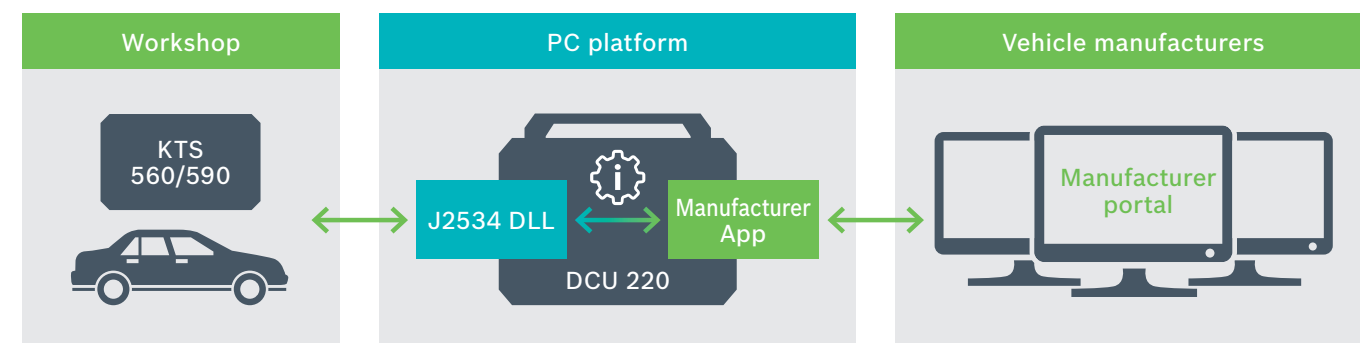 Workshop
PC platform
Vehicle manufacturers
KTS
560/590
J2534 DLL
i
Manufacturer
App
DCU 220
Manufacturer
portal